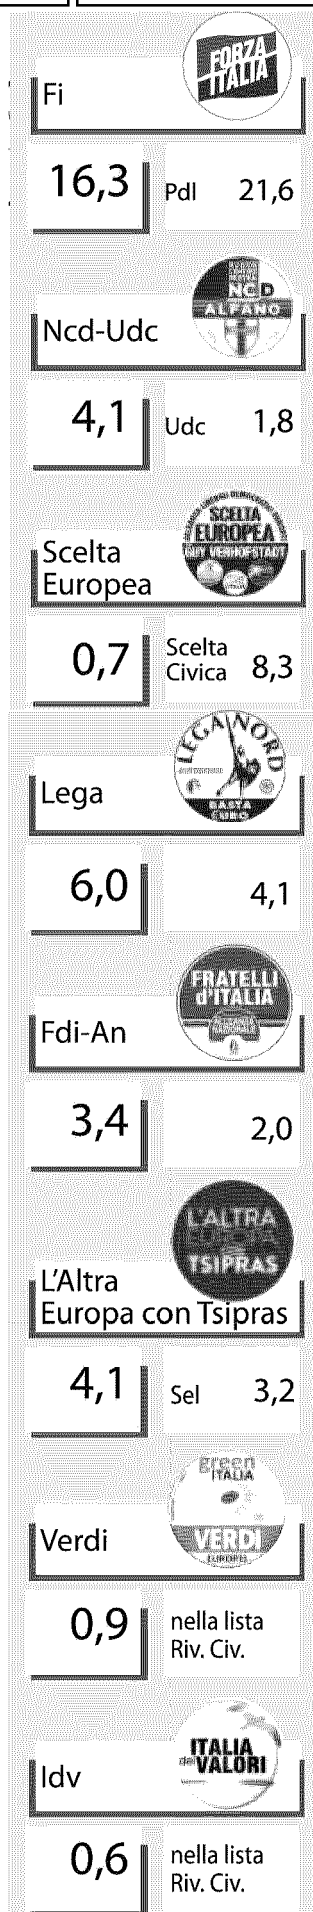 FORZA
ITALIA
Fi
16,3
Pdl 21,6
NCD
ALFANO
Ncd-Udc
4,1
Udc 1,8
SCELTA
EUROPEA
GUY VERHOFSTADT
Scelta
Europea
0,7
Scelta
Civica 8,3
LEGA NORD
BASTA
EURO
Lega
6,0
4,1
FRATELLI
d'ITALIA
Fdi-An
3,4
2,0
L'ALTRA
EUROPA
TSIPRAS
L'Altra
Europa con Tsipras
4,1
Sel 3,2
green
ITALIA
VERDI
EUROPEI
Verdi
0,9
nella lista
Riv. Civ.
ITALIA
dei VALORI
Idv
0,6
nella lista
Riv. Civ.